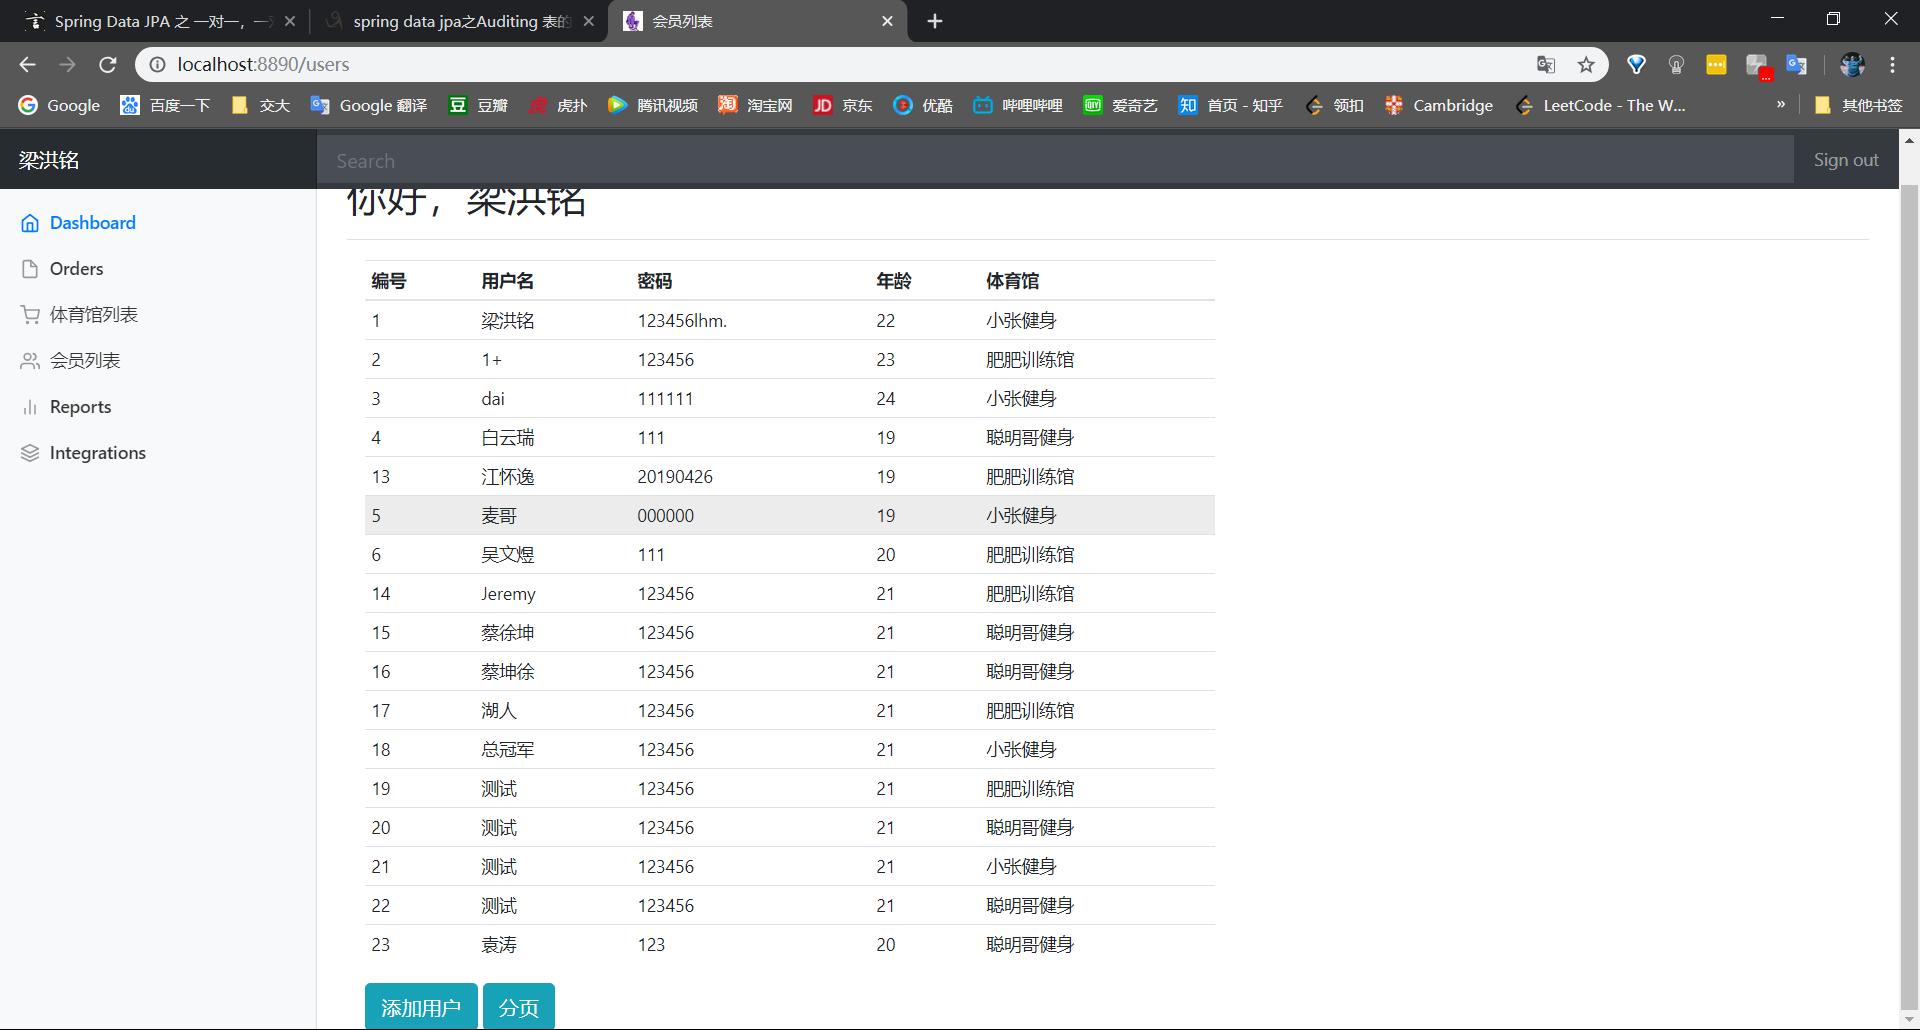 Spring Data JPA 之 一对一，一对
spring data jpa之Auditing 表的
会员列表
localhost:8890/users
Google 百度一下 交大 Google 翻译 豆瓣 虎扑 腾讯视频 淘宝网 京东 优酷 哔哩哔哩 爱奇艺 首页 - 知乎 领扣 Cambridge LeetCode - The W... » 其他书签
梁洪铭 Search Sign out
你好，梁洪铭
Dashboard
Orders
体育馆列表
会员列表
Reports
Integrations
编号 用户名 密码 年龄 体育馆
1 梁洪铭 123456lhm. 22 小张健身
2 1+ 123456 23 肥肥训练馆
3 dai 111111 24 小张健身
4 白云瑞 111 19 聪明哥健身
13 江怀逸 20190426 19 肥肥训练馆
5 麦哥 000000 19 小张健身
6 吴文煜 111 20 肥肥训练馆
14 Jeremy 123456 21 肥肥训练馆
15 蔡徐坤 123456 21 聪明哥健身
16 蔡坤徐 123456 21 聪明哥健身
17 湖人 123456 21 肥肥训练馆
18 总冠军 123456 21 小张健身
19 测试 123456 21 肥肥训练馆
20 测试 123456 21 聪明哥健身
21 测试 123456 21 小张健身
22 测试 123456 21 聪明哥健身
23 袁涛 123 20 聪明哥健身
添加用户 分页